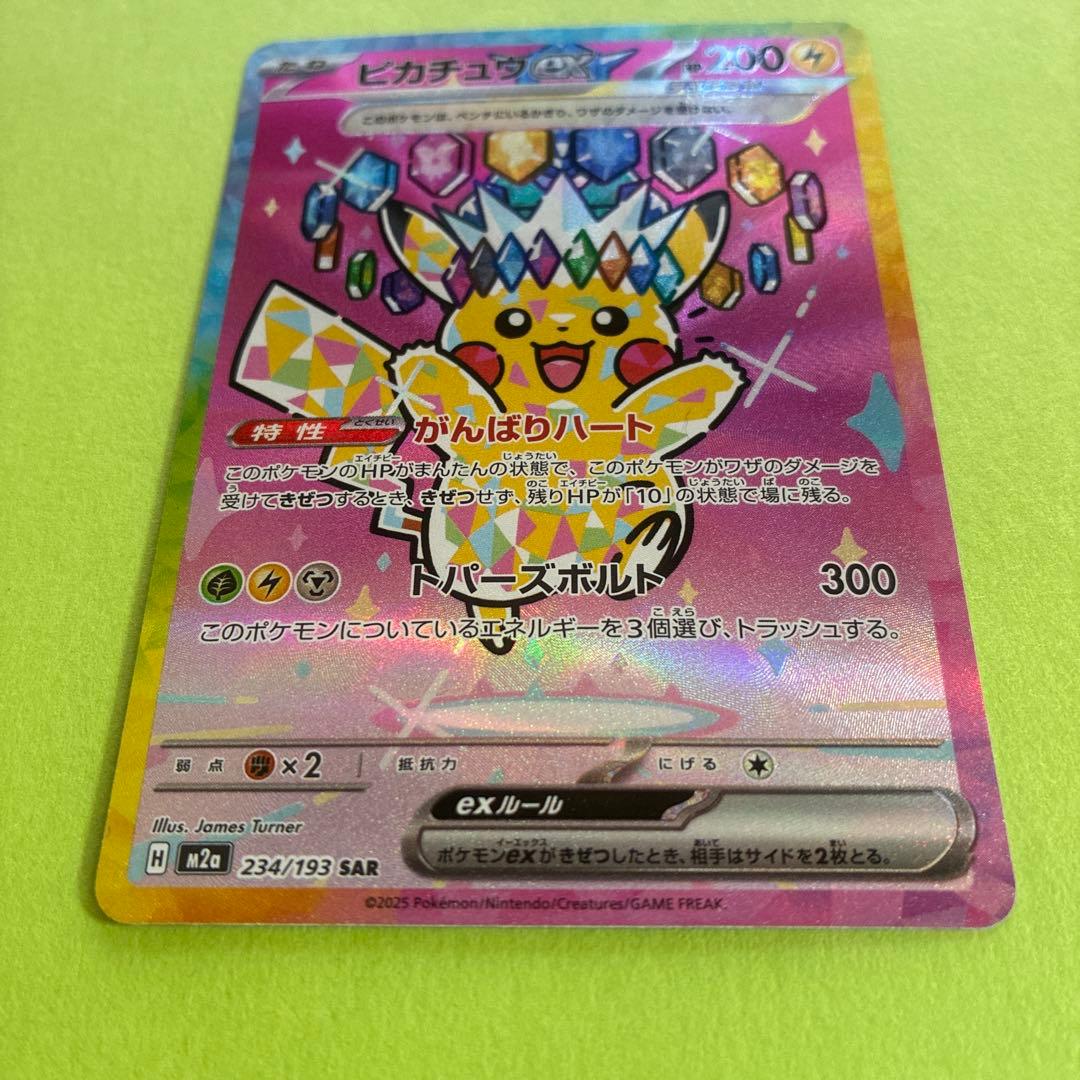 たね ピカチュウex HP 200
このポケモンは、ベンチにいるかぎり、ワザのダメージを受けない。
特性 とくせい がんばりハート
このポケモンのHPがまんたんの状態で、このポケモンがワザのダメージを
受けてきぜつするとき、きぜつせず、残りHPが「10」の状態で場に残る。
トパーズボルト 300
このポケモンについているエネルギーを3個選び、トラッシュする。
弱点 ×2 抵抗力 にげる
exルール
ポケモンexがきぜつしたとき、相手はサイドを2枚とる。
Illus. James Turner
H M2a 234/193 SAR
©2025 Pokémon/Nintendo/Creatures/GAME FREAK.